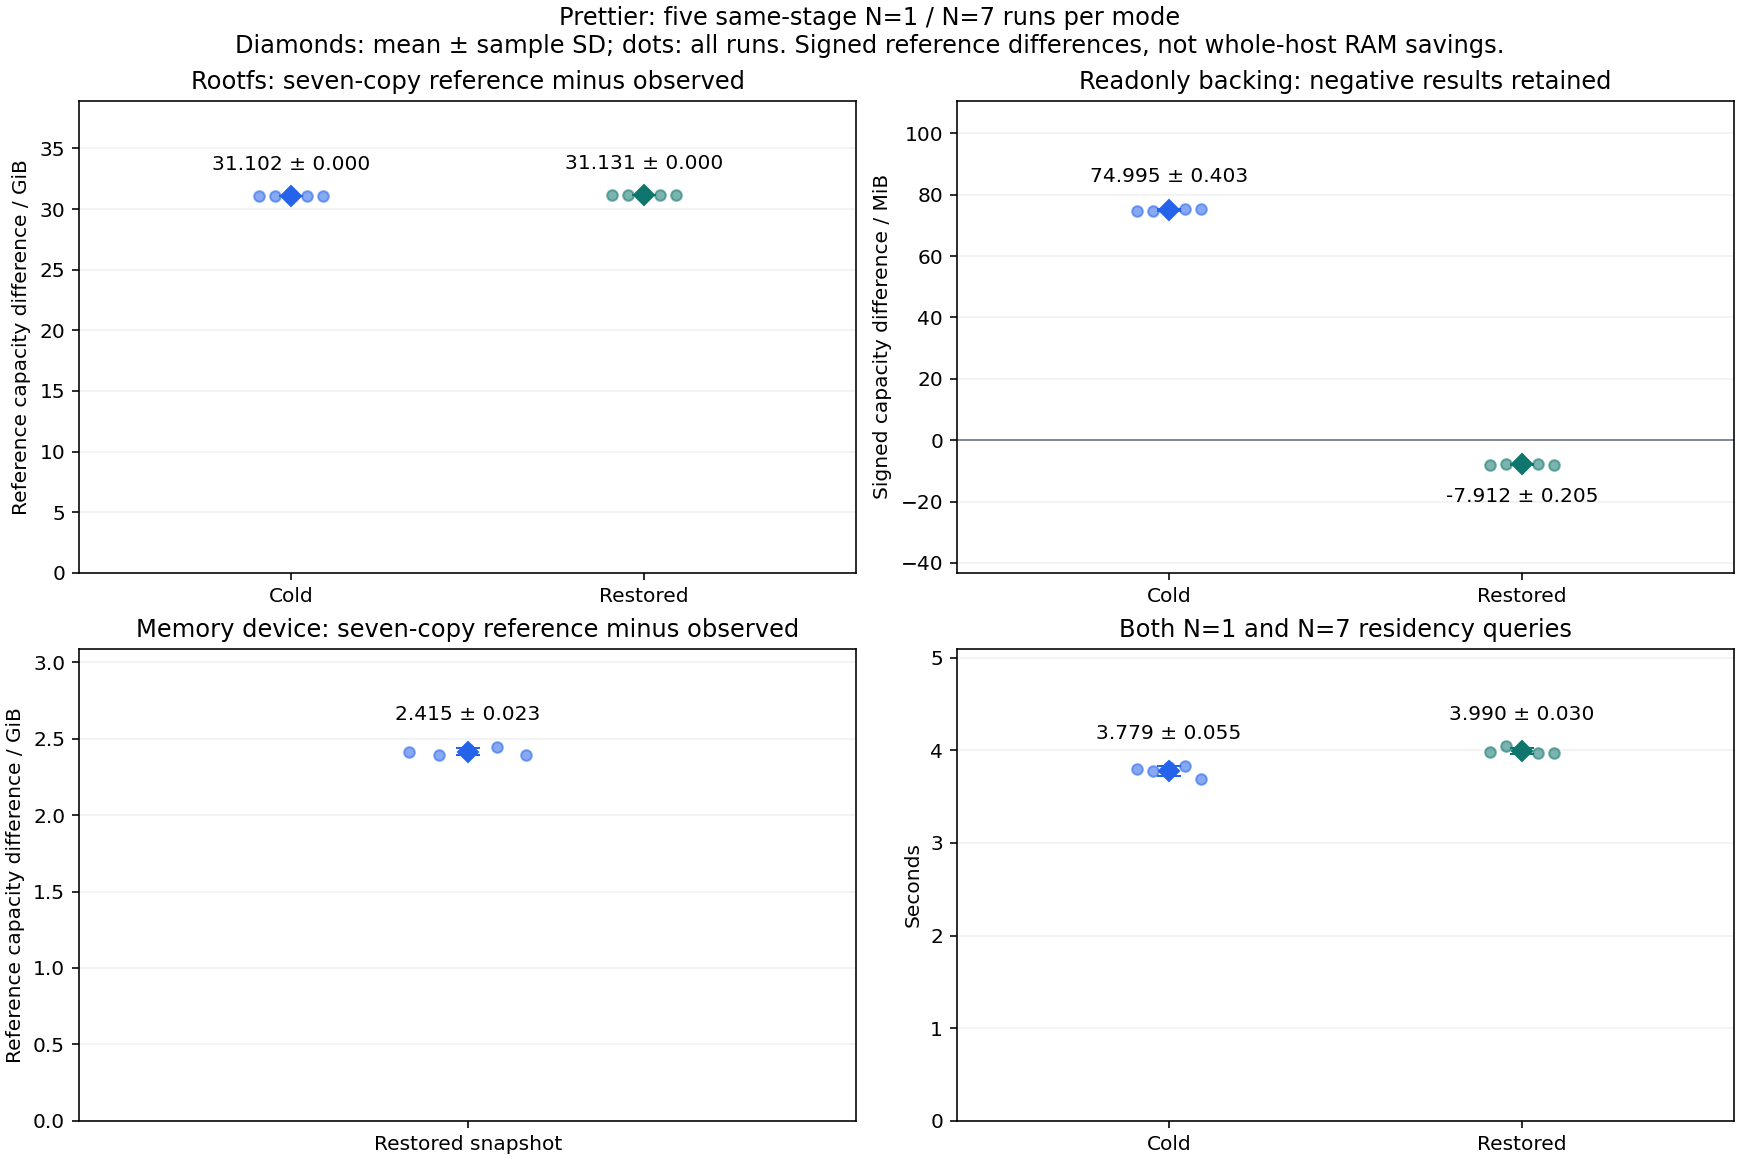 Prettier: five same-stage N=1 / N=7 runs per mode
Diamonds: mean ± sample SD; dots: all runs. Signed reference differences, not whole-host RAM savings.
Rootfs: seven-copy reference minus observed
Reference capacity difference / GiB
35
30
25
20
15
10
5
0
31.102 ± 0.000
31.131 ± 0.000
Cold
Restored
Readonly backing: negative results retained
Signed capacity difference / MiB
100
80
60
40
20
0
−20
−40
74.995 ± 0.403
-7.912 ± 0.205
Cold
Restored
Memory device: seven-copy reference minus observed
Reference capacity difference / GiB
3.0
2.5
2.0
1.5
1.0
0.5
0.0
2.415 ± 0.023
Restored snapshot
Both N=1 and N=7 residency queries
Seconds
5
4
3
2
1
0
3.779 ± 0.055
3.990 ± 0.030
Cold
Restored